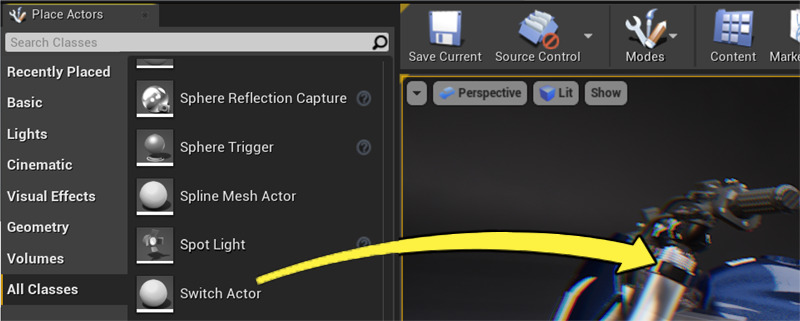 Place Actors
Search Classes
Recently Placed
Basic
Lights
Cinematic
Visual Effects
Geometry
Volumes
All Classes
Sphere Reflection Capture
Sphere Trigger
Spline Mesh Actor
Spot Light
Switch Actor
Save Current
Source Control
Modes
Content
Marke
Perspective
Lit
Show